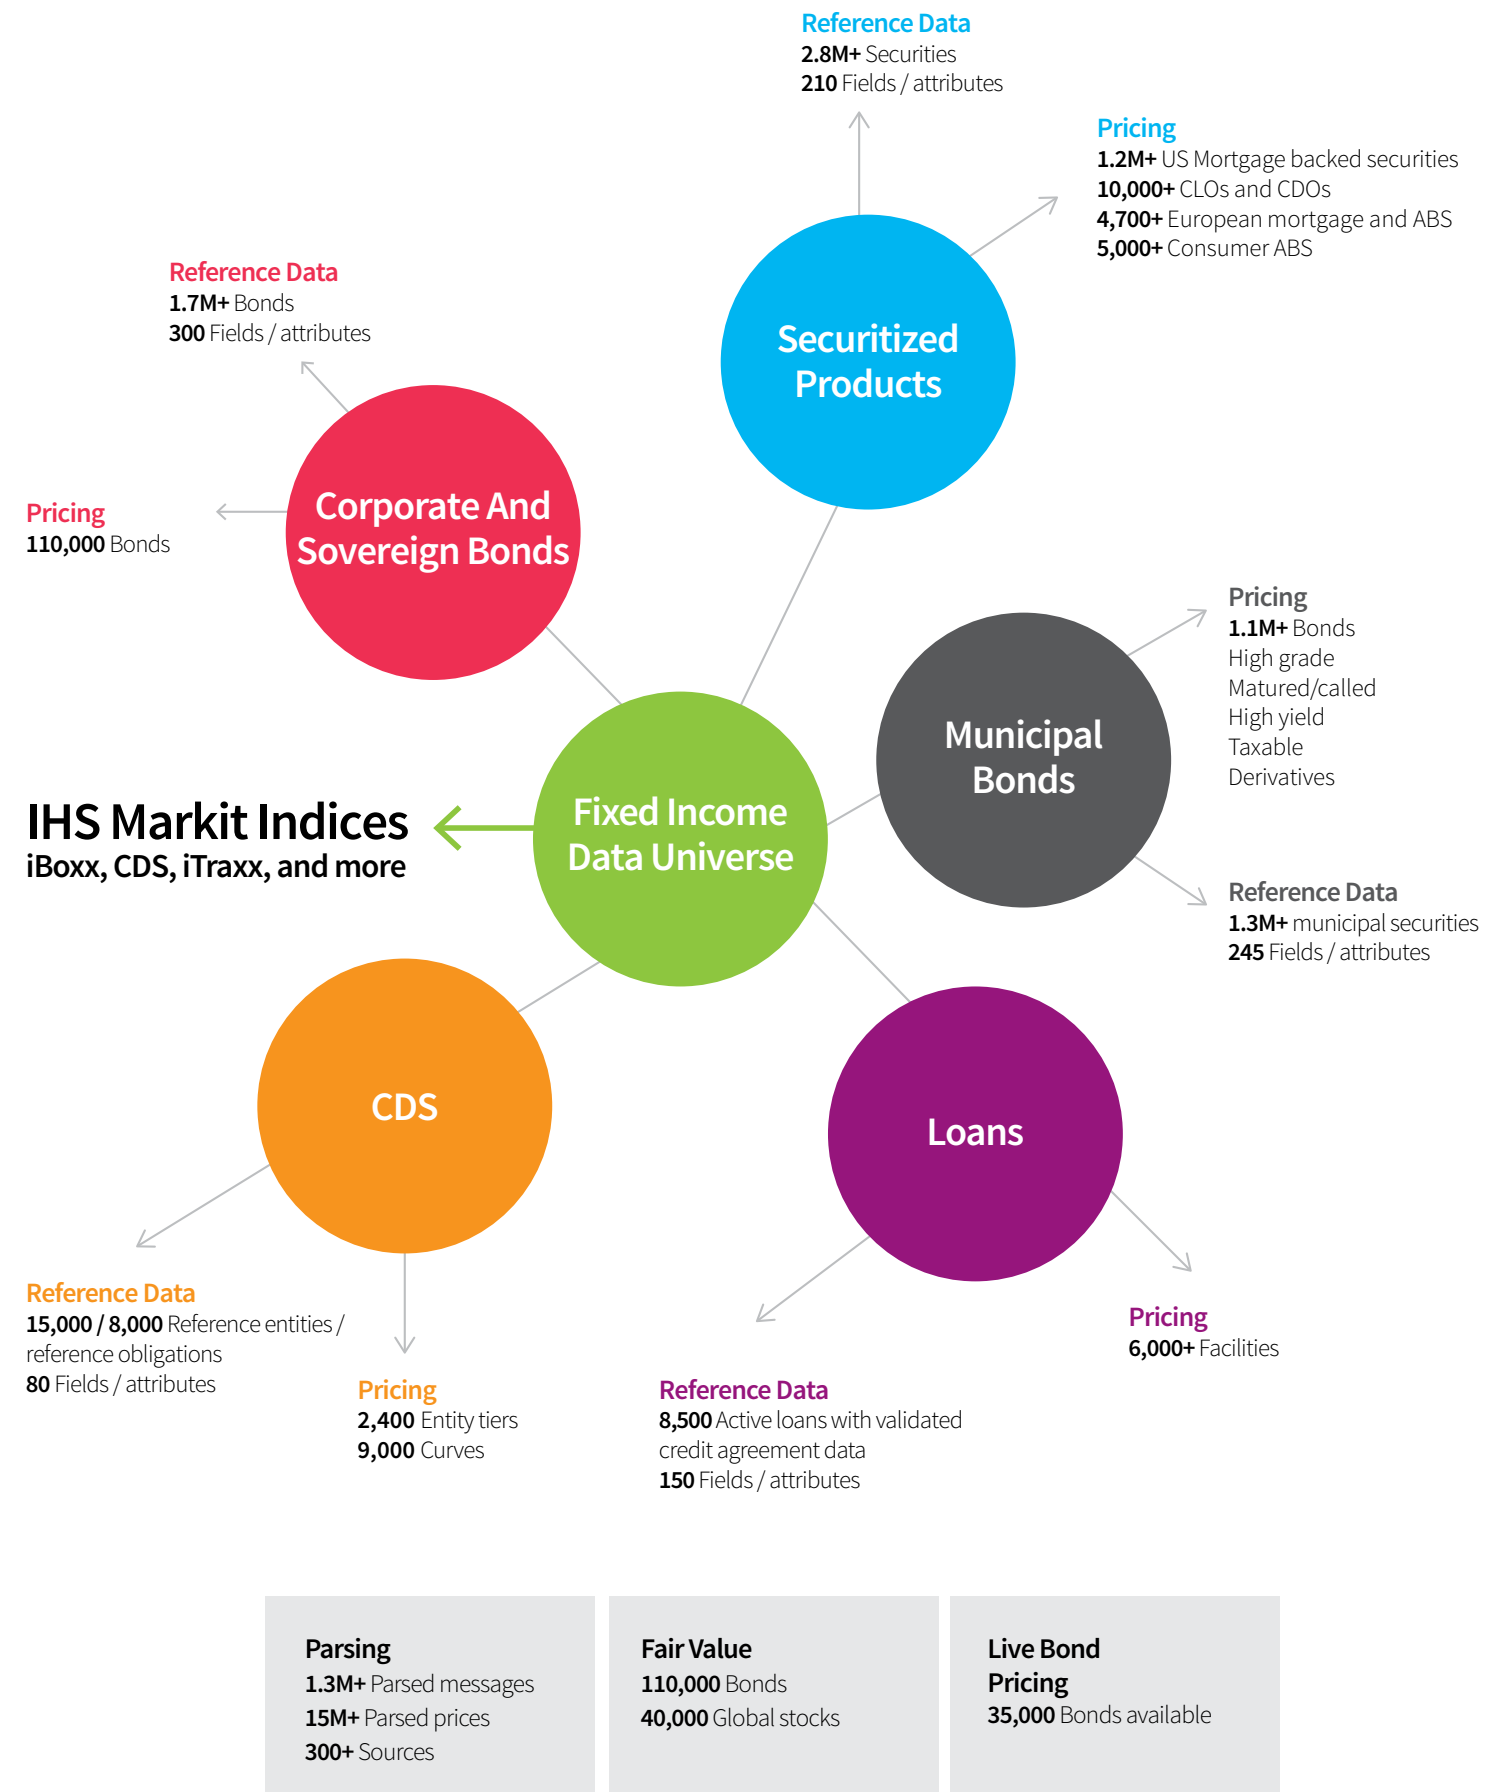 Reference Data
2.8M+ Securities
210 Fields / attributes
Pricing
1.2M+ US Mortgage backed securities
10,000+ CLOs and CDOs
4,700+ European mortgage and ABS
5,000+ Consumer ABS
Securitized
Products
Reference Data
1.7M+ Bonds
300 Fields / attributes
Pricing
110,000 Bonds
Corporate And
Sovereign Bonds
Pricing
1.1M+ Bonds
High grade
Matured/called
High yield
Taxable
Derivatives
Municipal
Bonds
Reference Data
1.3M+ municipal securities
245 Fields / attributes
IHS Markit Indices
iBoxx, CDS, iTraxx, and more
Fixed Income
Data Universe
CDS
Reference Data
15,000 / 8,000 Reference entities /
reference obligations
80 Fields / attributes
Pricing
2,400 Entity tiers
9,000 Curves
Loans
Reference Data
8,500 Active loans with validated
credit agreement data
150 Fields / attributes
Pricing
6,000+ Facilities
Parsing
1.3M+ Parsed messages
15M+ Parsed prices
300+ Sources
Fair Value
110,000 Bonds
40,000 Global stocks
Live Bond
Pricing
35,000 Bonds available